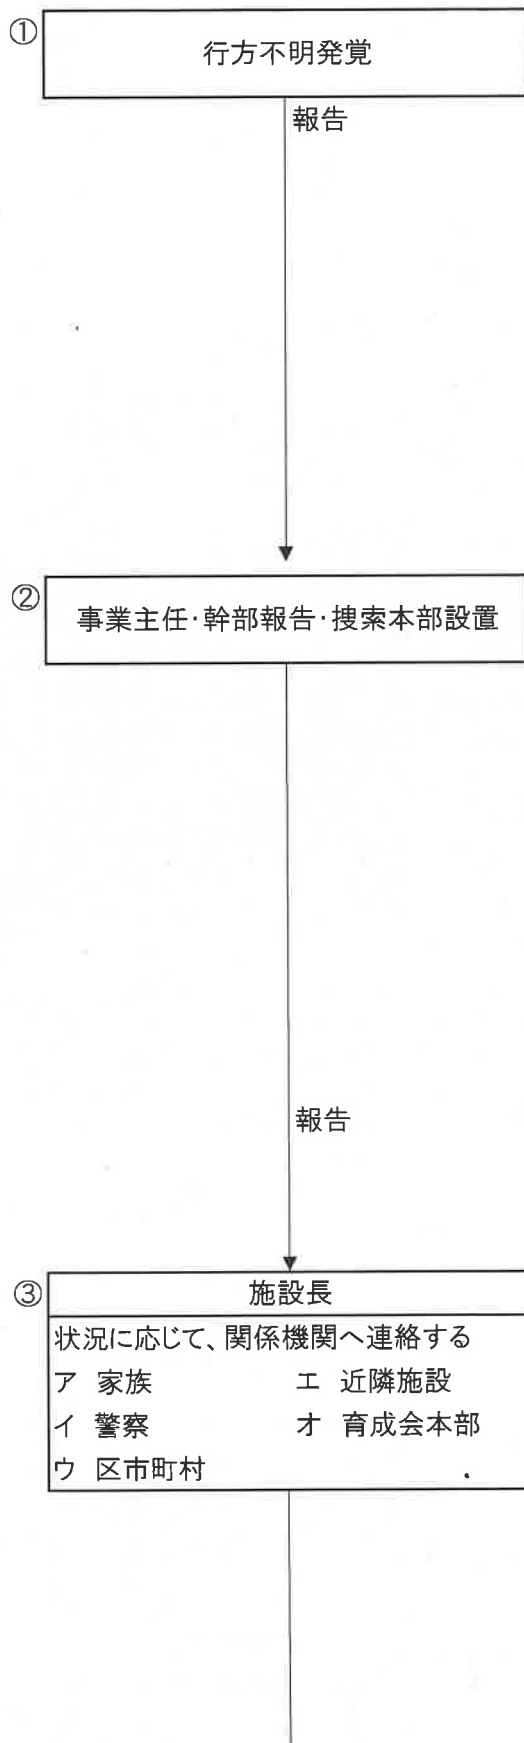 ①
行方不明発覚
報告
②
事業主任・幹部報告・捜索本部設置
報告
③
施設長
状況に応じて、関係機関へ連絡する
ア 家族 エ 近隣施設
イ 警察 オ 育成会本部
ウ 区市町村